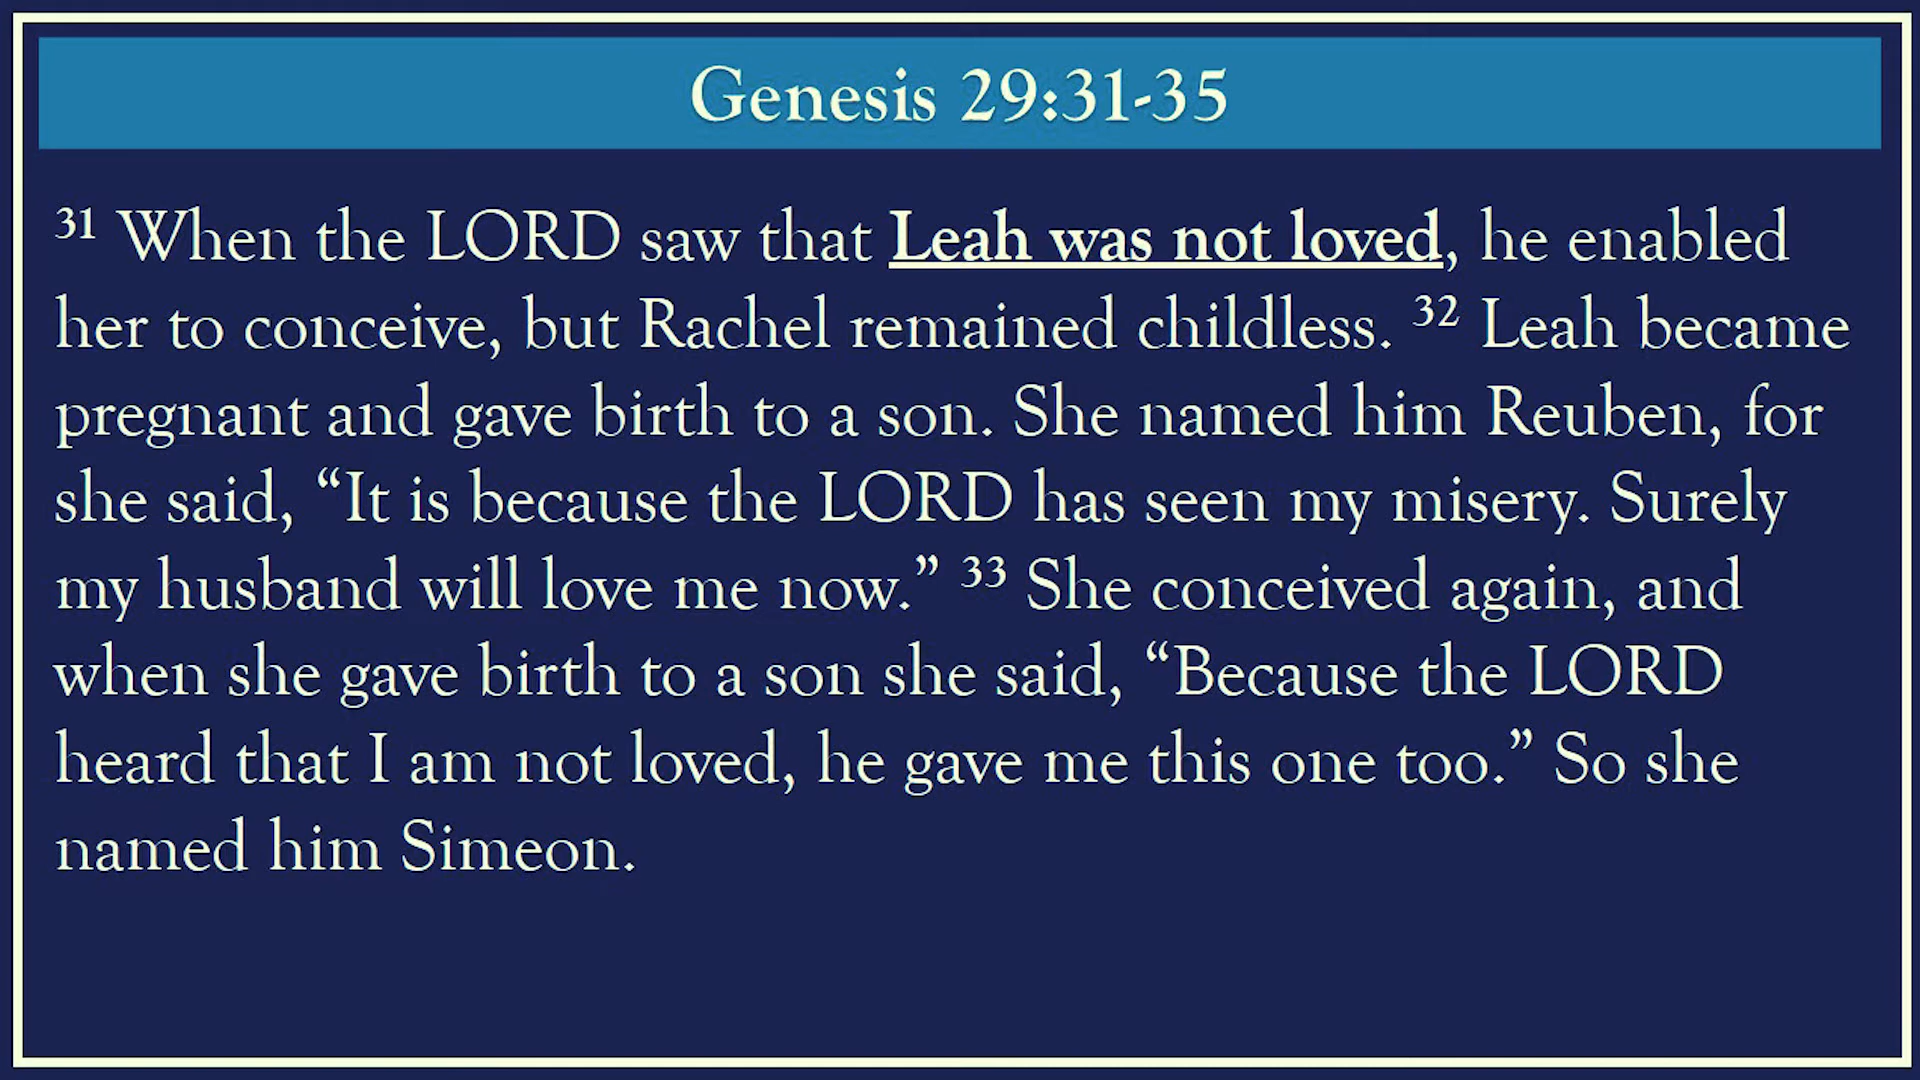 Genesis 29:31-35
31 When the LORD saw that Leah was not loved, he enabled
her to conceive, but Rachel remained childless. 32 Leah became
pregnant and gave birth to a son. She named him Reuben, for
she said, “It is because the LORD has seen my misery. Surely
my husband will love me now.” 33 She conceived again, and
when she gave birth to a son she said, “Because the LORD
heard that I am not loved, he gave me this one too.” So she
named him Simeon.